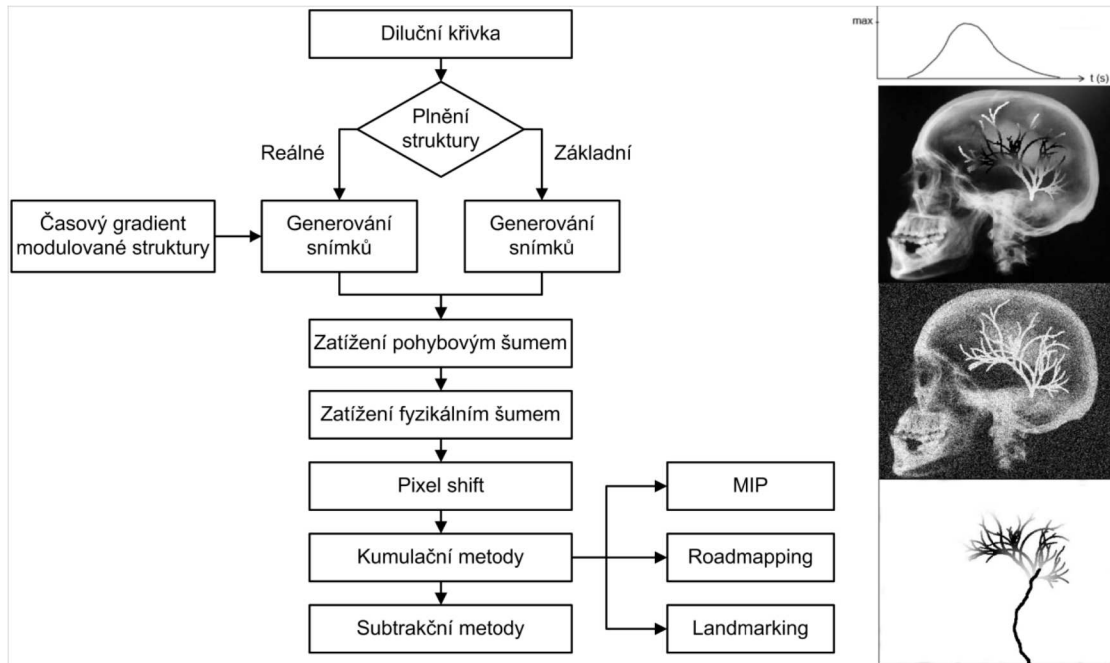 Diluční křivka
Plnění
struktury
Reálné
Základní
Časový gradient
modulované struktury
Generování
snímků
Generování
snímků
Zatížení pohybovým šumem
Zatížení fyzikálním šumem
Pixel shift
MIP
Kumulační metody
Roadmapping
Subtrakční metody
Landmarking
max
t (s)